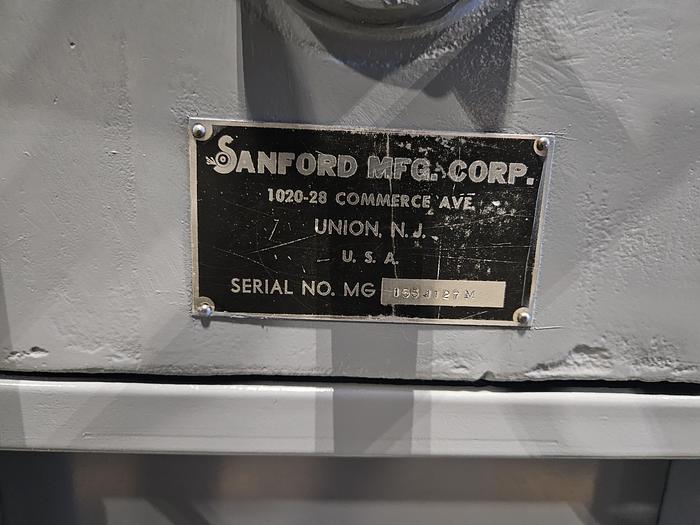 SANFORD MFG. CORP.
1020-28 COMMERCE AVE.
UNION, N.J.
U.S.A.
SERIAL NO. MG